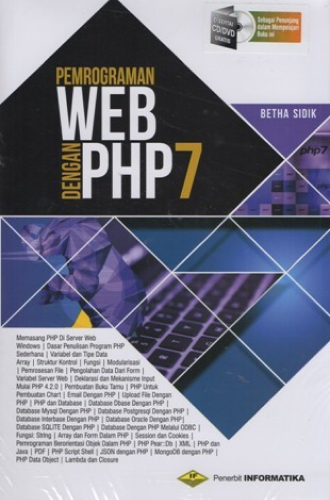 DIGITAL
CD/DVD
GRATIS
Sebagai Penunjang
dalam Mempelajari
Buku ini
PEMROGRAMAN
WEB
DENGAN
PHP 7
BETHA SIDIK
php7
Memasang PHP Di Server Web
Windows | Dasar Penulisan Program PHP
Sederhana | Variabel dan Tipe Data
Array | Struktur Kontrol | Fungsi | Modularisasi
| Pemrosesan File | Pengolahan Data Dari Form |
Variabel Server Web | Deklarasi dan Mekanisme Input
Mulai PHP 4.2.0 | Pembuatan Buku Tamu | PHP Untuk
Pembuatan Chart | Email Dengan PHP | Upload File Dengan
PHP | PHP dan Database | Database Dbase Dengan PHP |
Database Mysql Dengan PHP | Database Postgresql Dengan PHP |
Database Interbase Dengan PHP | Database Oracle Dengan PHP |
Database SQLITE Dengan PHP | Database Dengan PHP Melalui ODBC |
Fungsi String | Array dan Form Dalam PHP | Session dan Cookies |
Pemrograman Berorientasi Objek Dalam PHP | PHP Pear::Db | XML | PHP dan
Java | PDF | PHP Script Shell | JSON dengan PHP | MongoDB dengan PHP |
PHP Data Object | Lambda dan Closure
IF
Penerbit INFORMATIKA